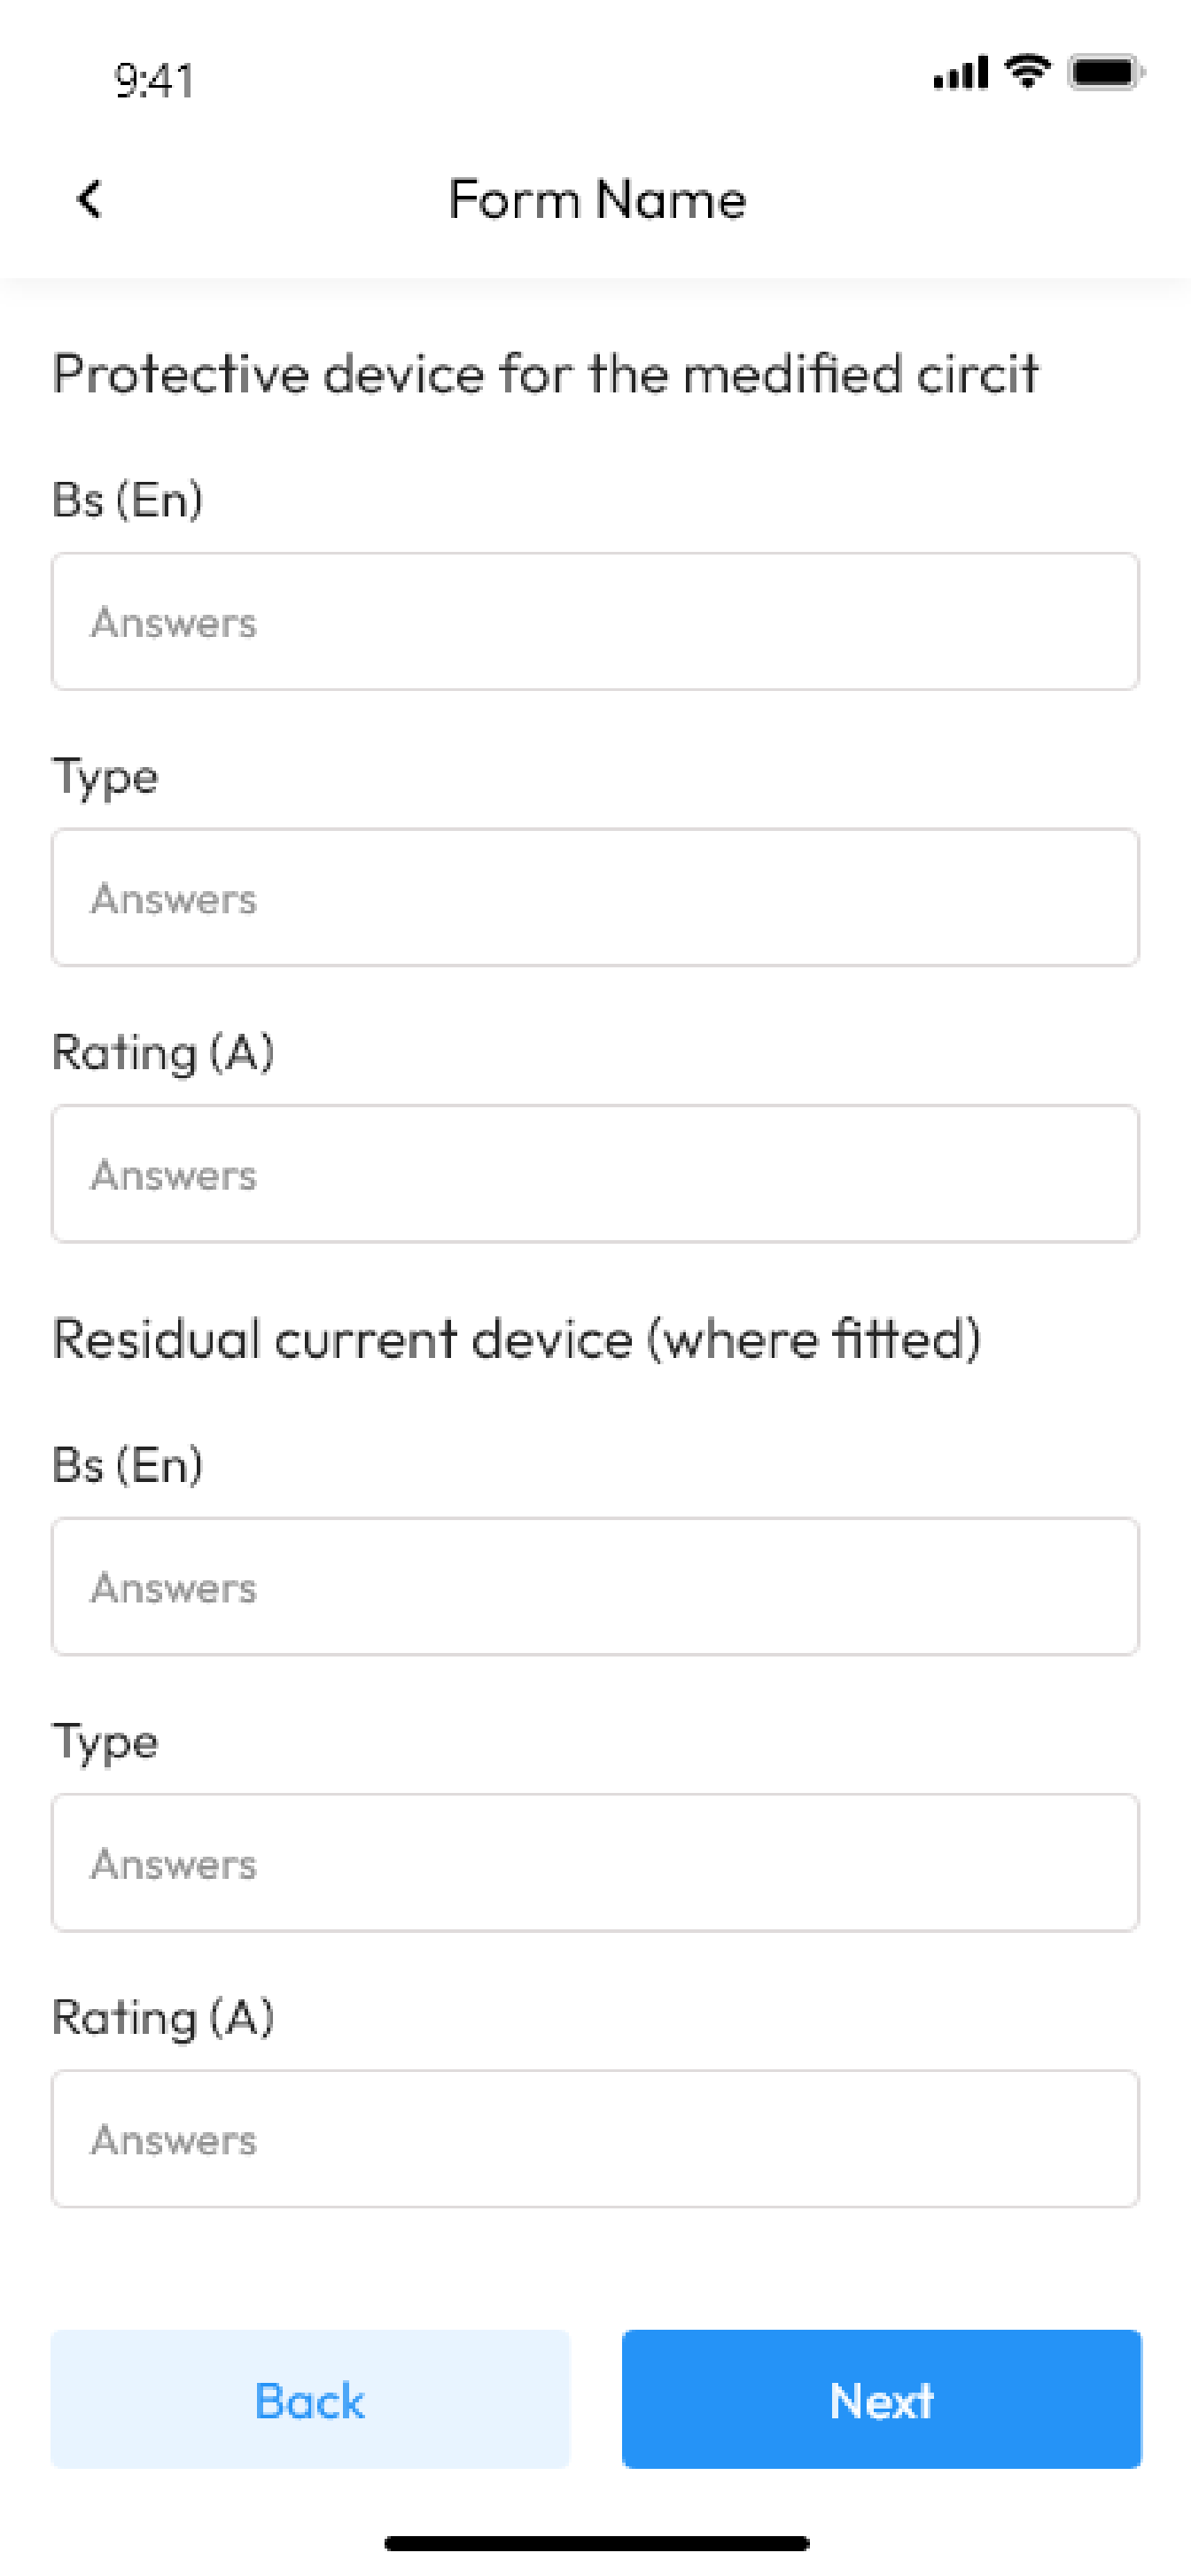 9:41
Form Name
Protective device for the medified circit
Bs (En)
Answers
Type
Answers
Rating (A)
Answers
Residual current device (where fitted)
Bs (En)
Answers
Type
Answers
Rating (A)
Answers
Back
Next